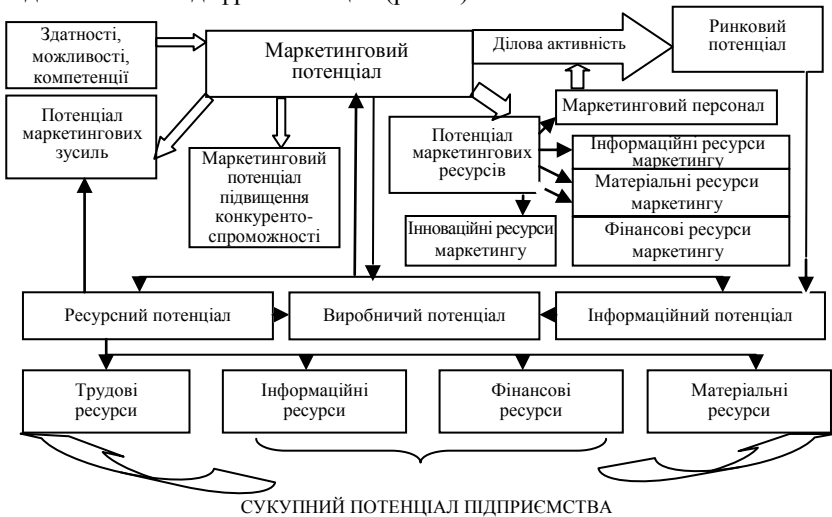 Здатності,
можливості,
компетенції
Маркетинговий
потенціал
Ділова активність
Ринковий
потенціал
Потенціал
маркетингових
зусиль
Маркетинговий
потенціал
підвищення
конкуренто-
спроможності
Потенціал
маркетингових
ресурсів
Маркетинговий персонал
Інформаційні ресурси
маркетингу
Матеріальні ресурси
маркетингу
Фінансові ресурси
маркетингу
Інноваційні ресурси
маркетингу
Ресурсний потенціал
Виробничий потенціал
Інформаційний потенціал
Трудові
ресурси
Інформаційні
ресурси
Фінансові
ресурси
Матеріальні
ресурси
СУКУПНИЙ ПОТЕНЦІАЛ ПІДПРИЄМСТВА